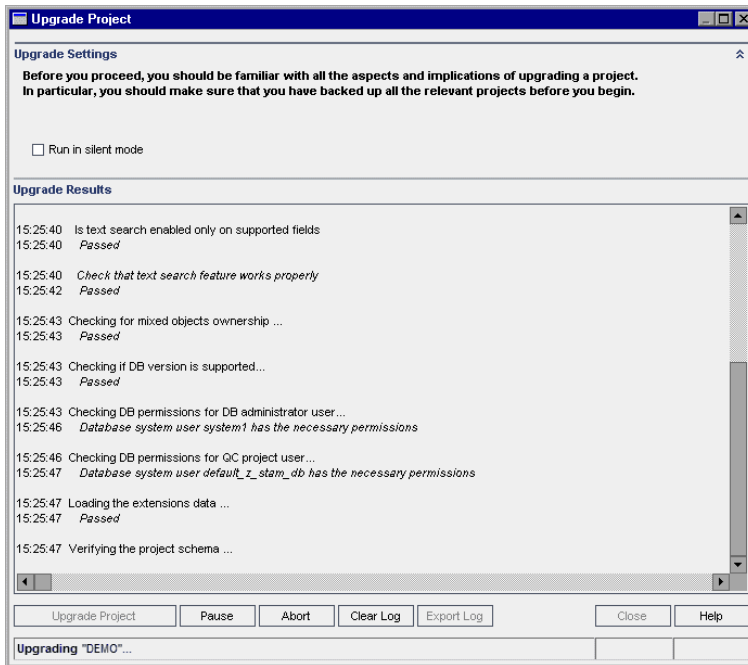 Upgrade Project
Upgrade Settings
Before you proceed, you should be familiar with all the aspects and implications of upgrading a project.
In particular, you should make sure that you have backed up all the relevant projects before you begin.
Run in silent mode
Upgrade Results
15:25:40 Is text search enabled only on supported fields
15:25:40 Passed
15:25:40 Check that text search feature works properly
15:25:42 Passed
15:25:43 Checking for mixed objects ownership ...
15:25:43 Passed
15:25:43 Checking if DB version is supported...
15:25:43 Passed
15:25:43 Checking DB permissions for DB administrator user...
15:25:46 Database system user system1 has the necessary permissions
15:25:46 Checking DB permissions for QC project user...
15:25:47 Database system user default_z_stam_db has the necessary permissions
15:25:47 Loading the extensions data ...
15:25:47 Passed
15:25:47 Verifying the project schema ...
Upgrade Project Pause Abort Clear Log Export Log Close Help
Upgrading "DEMO"...